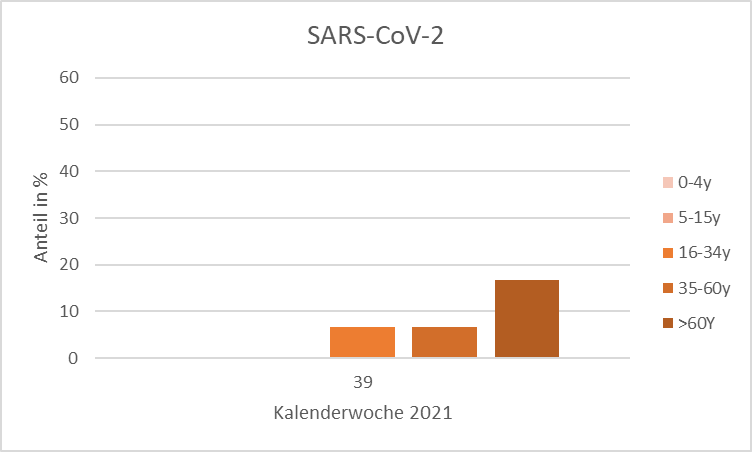 SARS-CoV-2
60
50
40
30
20
10
0
Anteil in %
39
Kalenderwoche 2021
0-4y
5-15y
16-34y
35-60y
>60Y